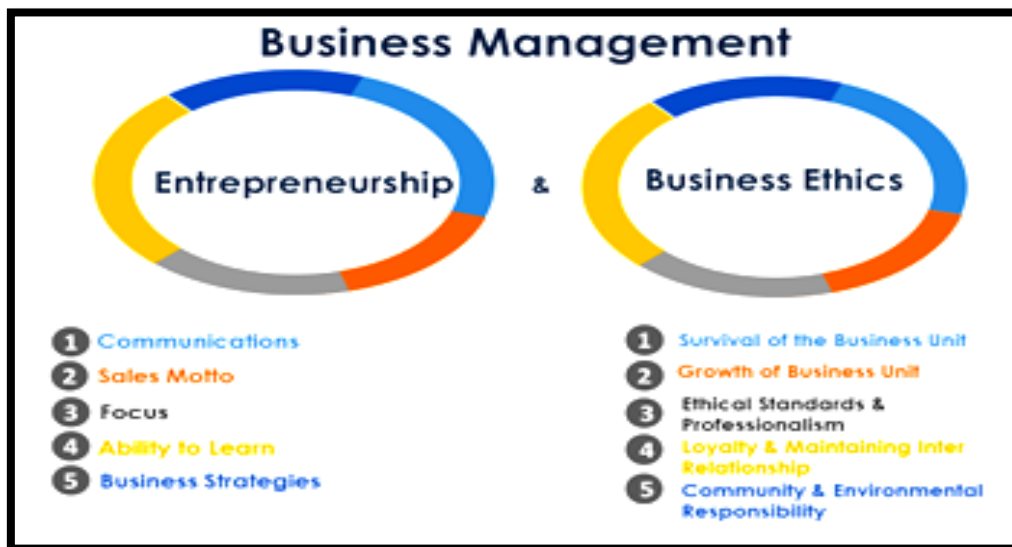 Business Management
Entrepreneurship
&
Business Ethics
1 Communications
2 Sales Motto
3 Focus
4 Ability to Learn
5 Business Strategies
1 Survival of the Business Unit
2 Growth of Business Unit
3 Ethical Standards &
Professionalism
4 Loyalty & Maintaining Inter
Relationship
5 Community & Environmental
Responsibility